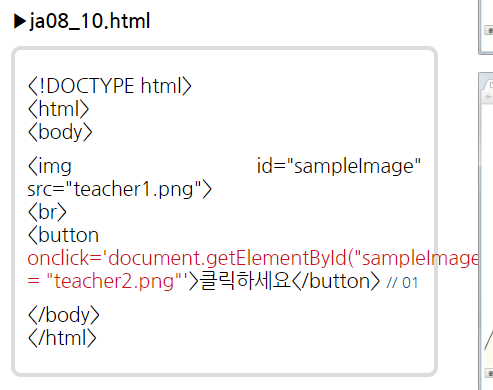 ▶ja08_10.html
<!DOCTYPE html>
<html>
<body>
<img id="sampleImage"
src="teacher1.png">
<br>
<button
onclick='document.getElementById("sampleImage
= "teacher2.png"'>클릭하세요</button> // 01
</body>
</html>